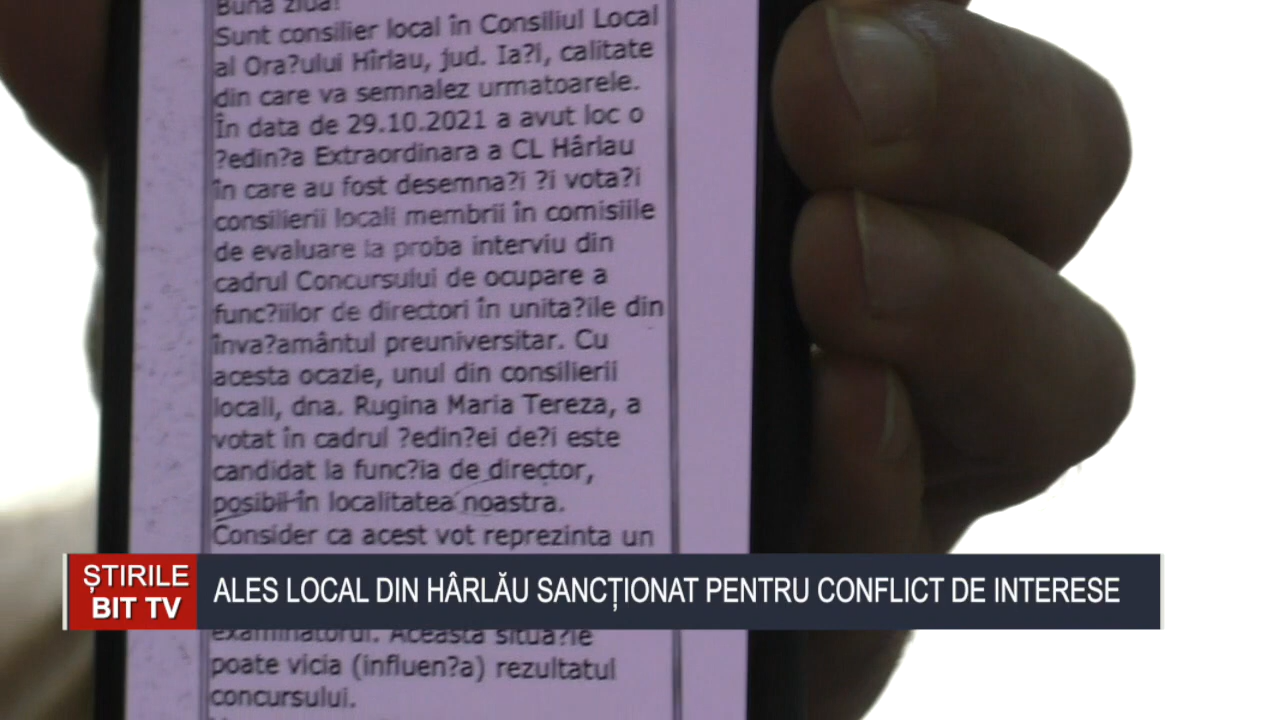 Buna ziua!
Sunt consilier local în Consiliul Local
al Ora?ului Hîrlau, jud. Ia?i, calitate
din care va semnalez urmatoarele.
În data de 29.10.2021 a avut loc o
?edin?a Extraordinara a CL Hârlau
în care au fost desemna?i ?i vota?i
consilierii locali membrii în comisiile
de evaluare la proba interviu din
cadrul Concursului de ocupare a
func?iilor de directori în unita?ile din
înva?amântul preuniversitar. Cu
acesta ocazie, unul din consilierii
locali, dna. Rugina Maria Tereza, a
votat în cadrul ?edin?ei de?i este
candidat la func?ia de director,
posibil în localitatea noastra.
Consider ca acest vot reprezinta un
ȘTIRILE
BIT TV
ALES LOCAL DIN HÂRLĂU SANCȚIONAT PENTRU CONFLICT DE INTERESE
examinatorul. Aceasta situa?ie
poate vicia (influen?a) rezultatul
concursului.